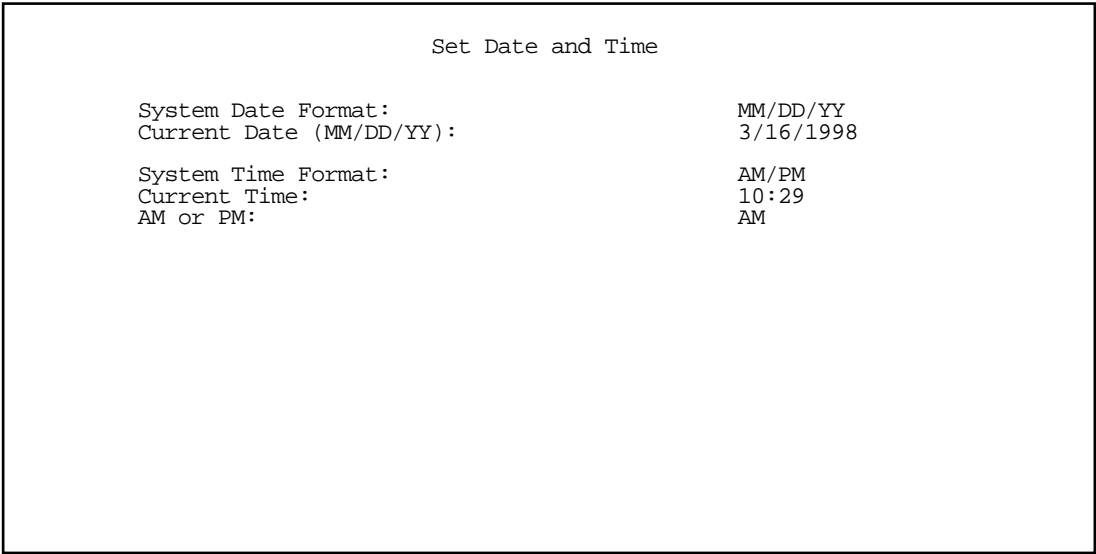 Set Date and Time
System Date Format: MM/DD/YY
Current Date (MM/DD/YY): 3/16/1998
System Time Format: AM/PM
Current Time: 10:29
AM or PM: AM